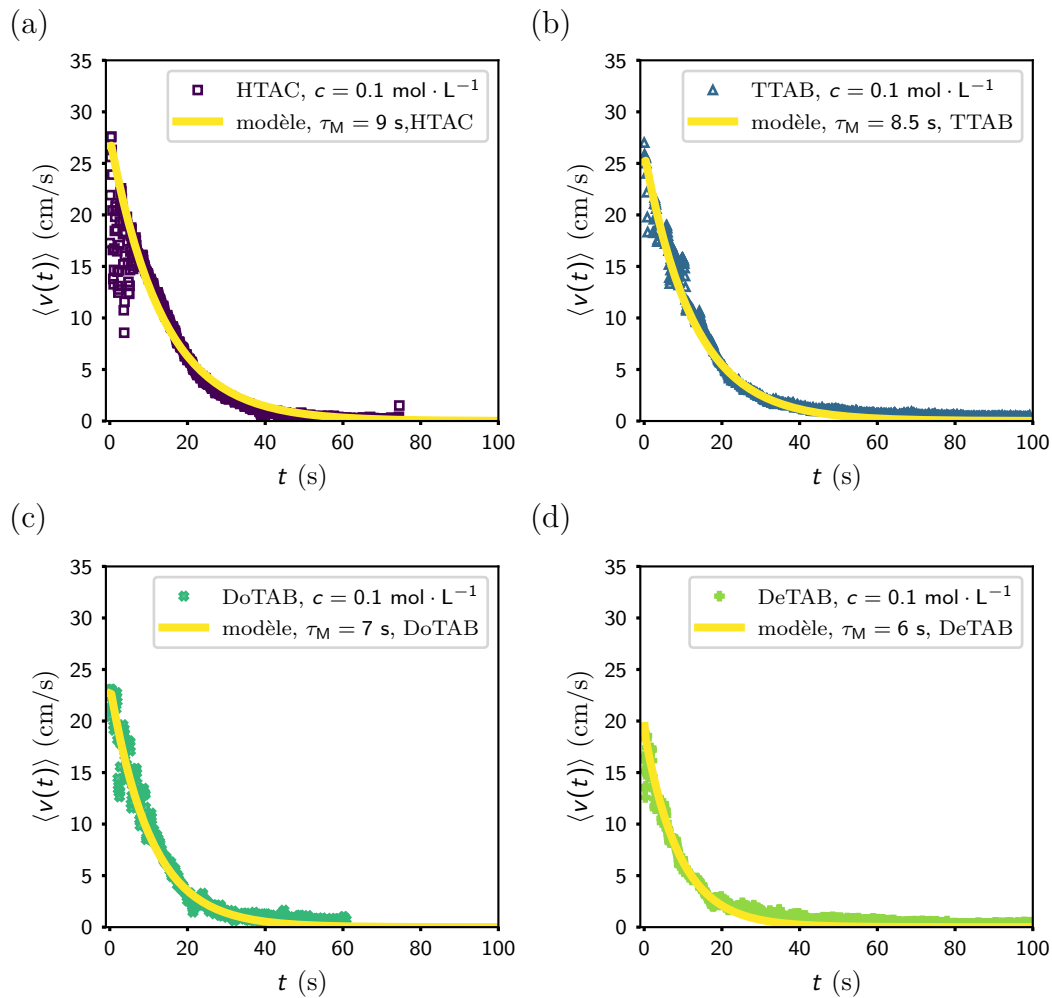 (a)
35
30
25
20
15
10
5
0
⟨v(t)⟩ (cm/s)
HTAC, c = 0.1 mol · L⁻¹
modèle, τ_M = 9 s,HTAC
0 20 40 60 80 100
t (s)
(b)
35
30
25
20
15
10
5
0
⟨v(t)⟩ (cm/s)
TTAB, c = 0.1 mol · L⁻¹
modèle, τ_M = 8.5 s, TTAB
0 20 40 60 80 100
t (s)
(c)
35
30
25
20
15
10
5
0
⟨v(t)⟩ (cm/s)
DoTAB, c = 0.1 mol · L⁻¹
modèle, τ_M = 7 s, DoTAB
0 20 40 60 80 100
t (s)
(d)
35
30
25
20
15
10
5
0
⟨v(t)⟩ (cm/s)
DeTAB, c = 0.1 mol · L⁻¹
modèle, τ_M = 6 s, DeTAB
0 20 40 60 80 100
t (s)